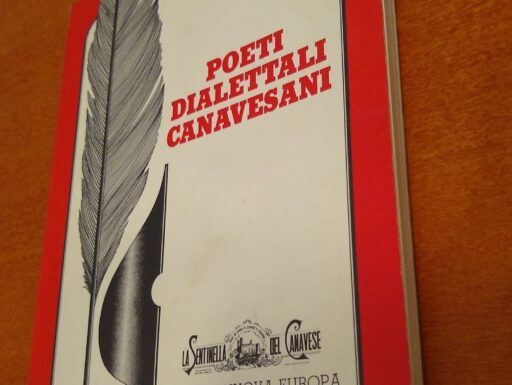 POETI
DIALETTALI
CANAVESANI
LA SENTINELLA DEL CANAVESE
NUOVA EUROPA